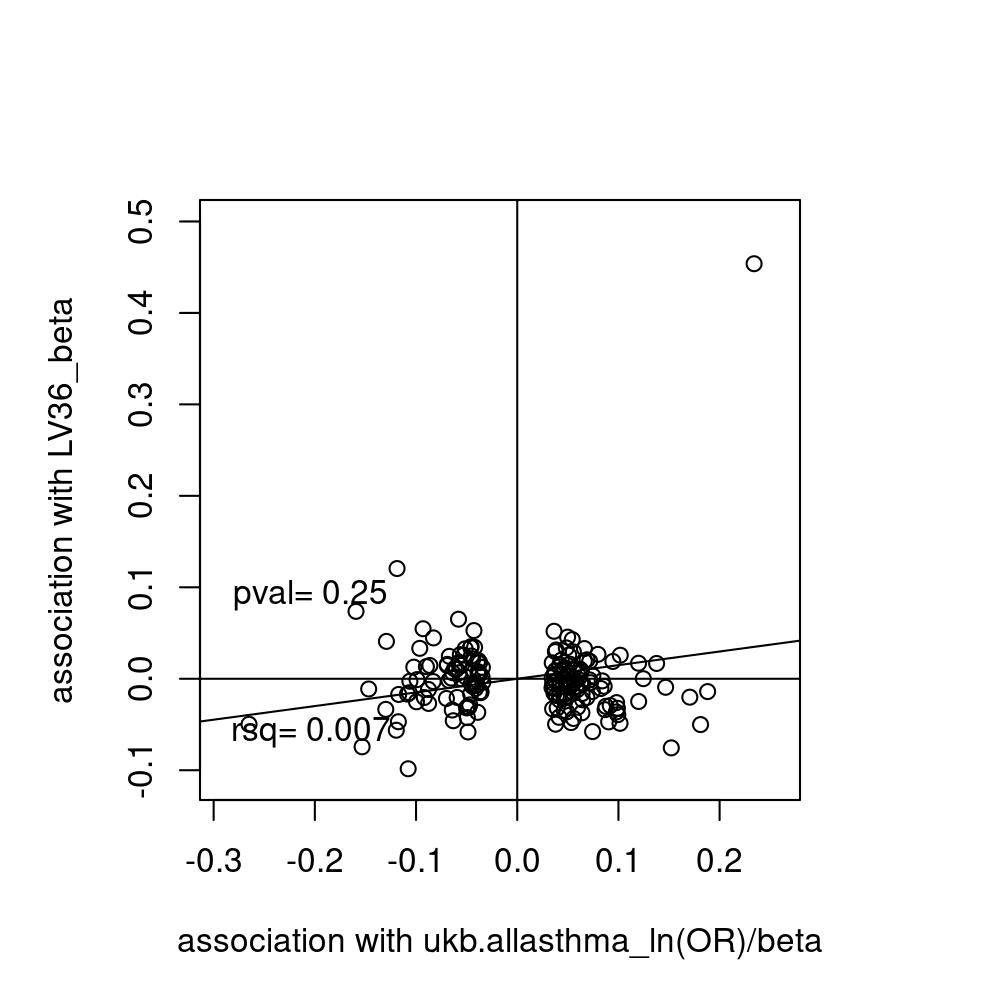 association with LV36_beta
0.5
0.4
0.3
0.2
0.1
0.0
-0.1
pval= 0.25
rsq= 0.007
-0.3 -0.2 -0.1 0.0 0.1 0.2
association with ukb.allasthma_ln(OR)/beta